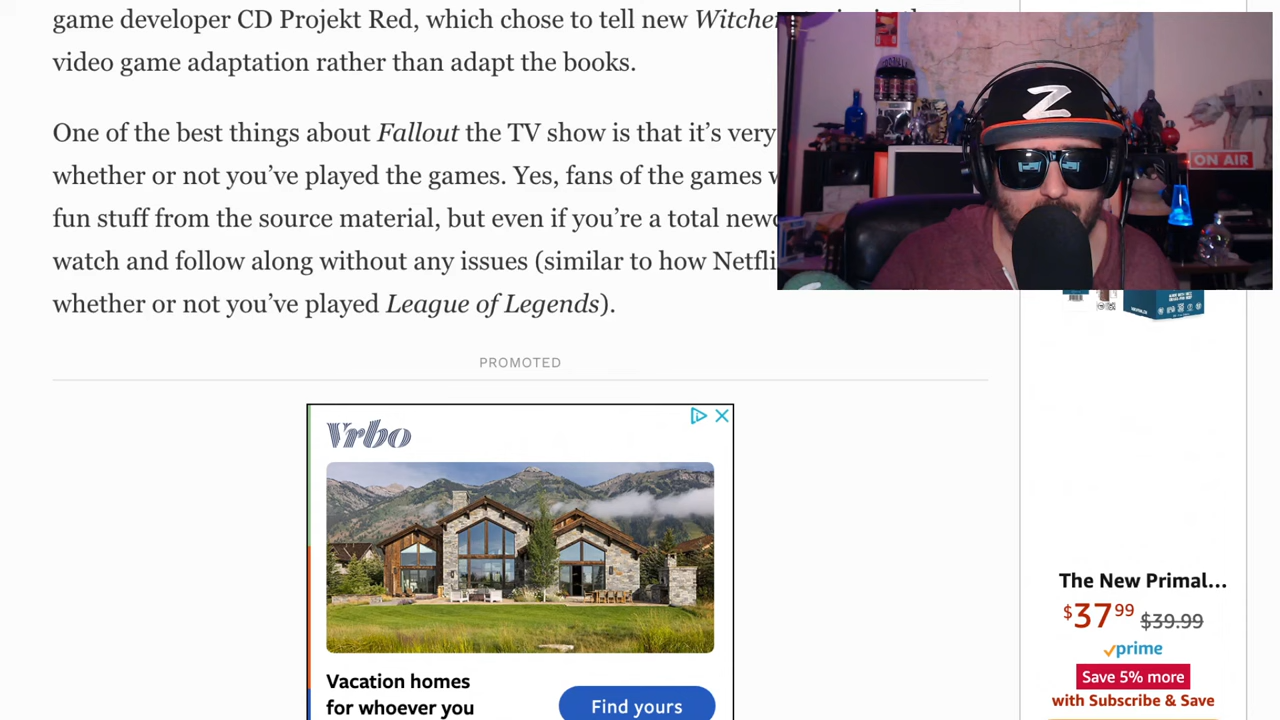 game developer CD Projekt Red, which chose to tell new Witcher
video game adaptation rather than adapt the books.
One of the best things about Fallout the TV show is that it’s very
whether or not you’ve played the games. Yes, fans of the games
fun stuff from the source material, but even if you’re a total
watch and follow along without any issues (similar to how
whether or not you’ve played League of Legends).
PROMOTED
Vrbo
Vacation homes
for whoever you
Find yours
Z
ON AIR
The New Primal...
$37 99 $39.99
prime
Save 5% more
with Subscribe & Save